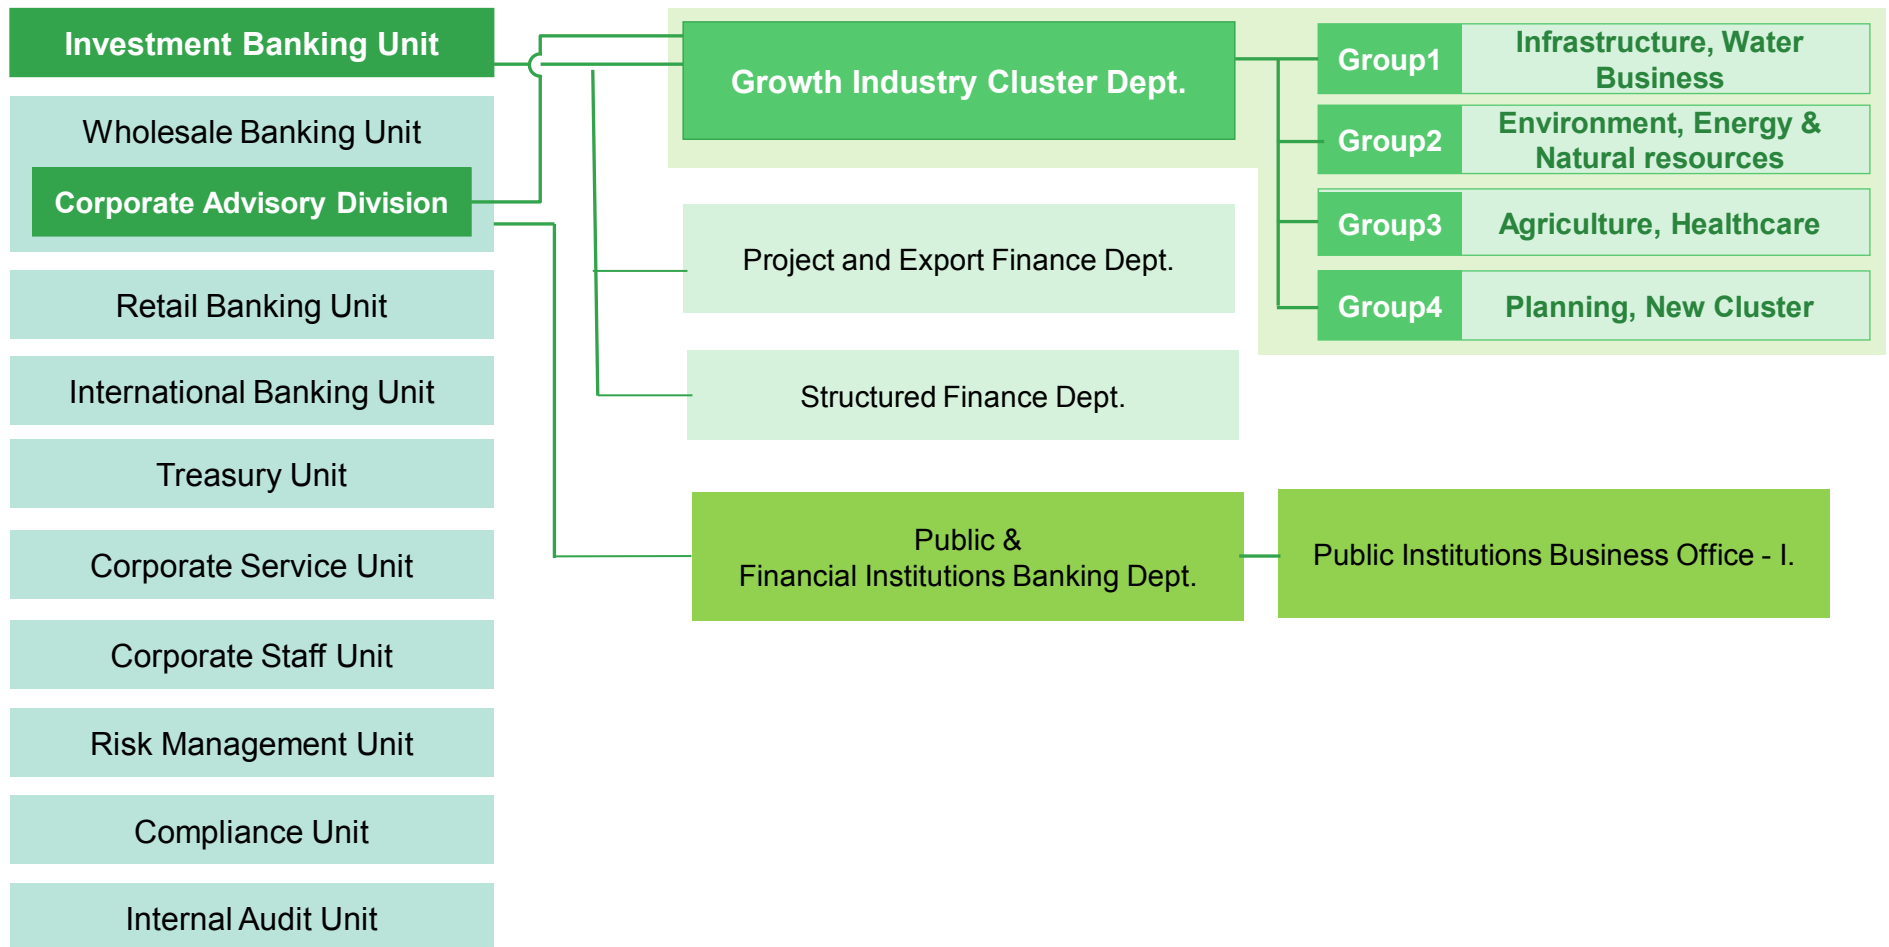 Investment Banking Unit
Wholesale Banking Unit
Corporate Advisory Division
Retail Banking Unit
International Banking Unit
Treasury Unit
Corporate Service Unit
Corporate Staff Unit
Risk Management Unit
Compliance Unit
Internal Audit Unit
Growth Industry Cluster Dept.
Project and Export Finance Dept.
Structured Finance Dept.
Public &
Financial Institutions Banking Dept.
Public Institutions Business Office - I.
Group1
Infrastructure, Water
Business
Group2
Environment, Energy &
Natural resources
Group3
Agriculture, Healthcare
Group4
Planning, New Cluster